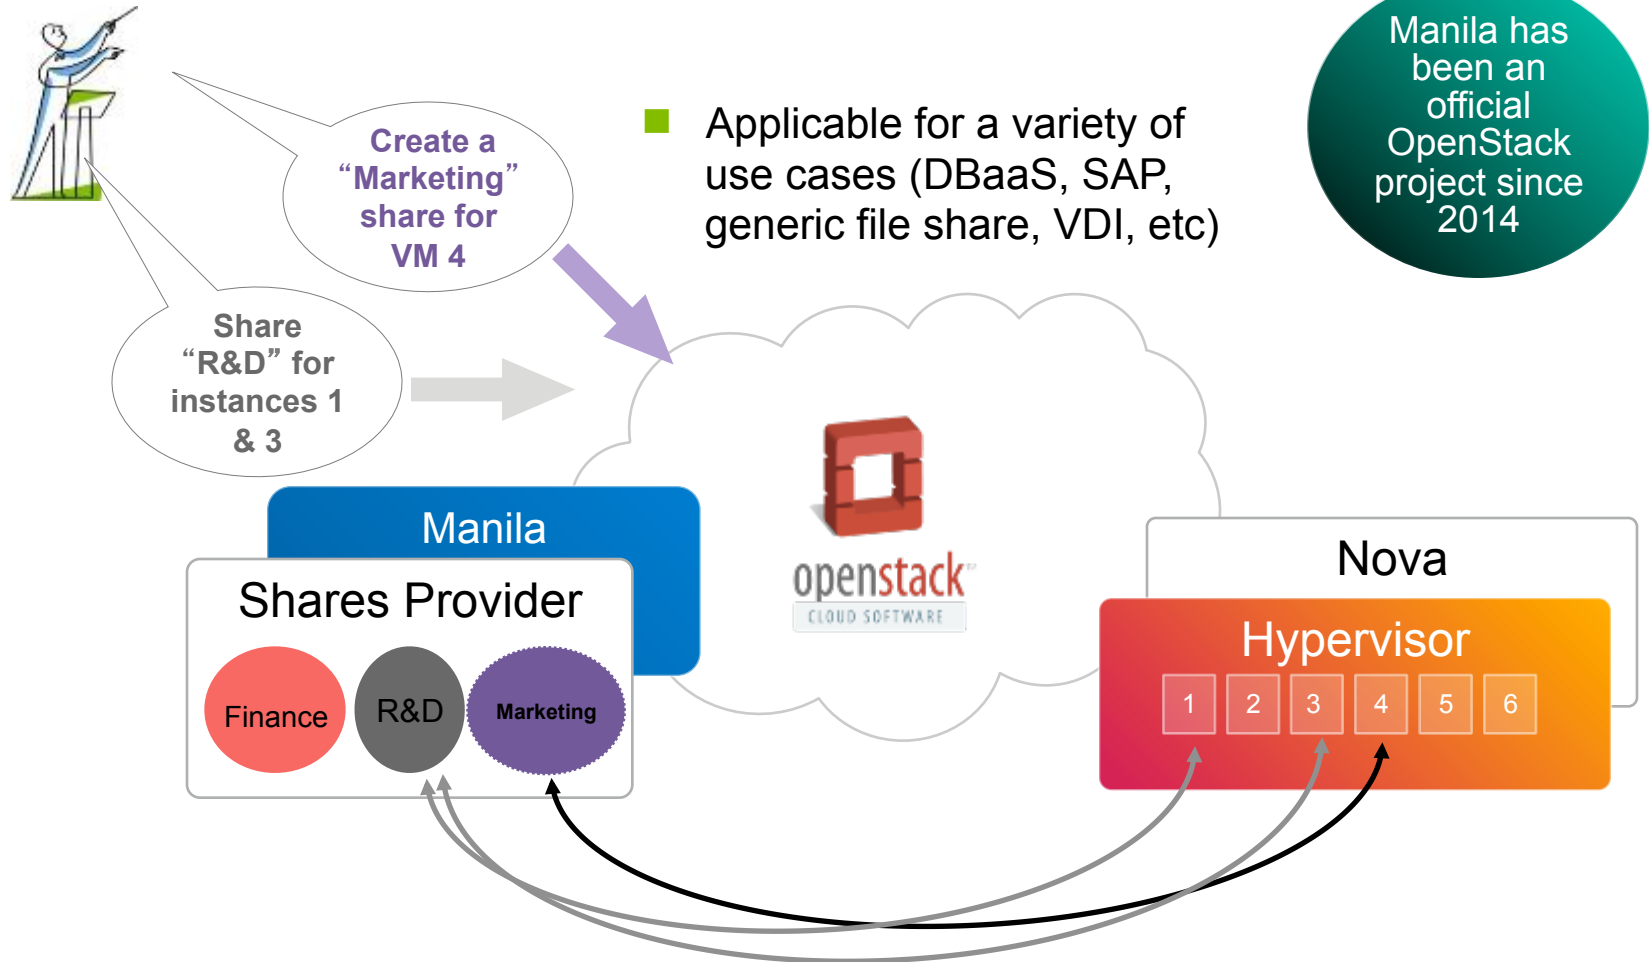 Manila has
been an
official
OpenStack
project since
2014
Create a
“Marketing”
share for
VM 4
Applicable for a variety of
use cases (DBaaS, SAP,
generic file share, VDI, etc)
Share
“R&D” for
instances 1
& 3
openstack
CLOUD SOFTWARE
Manila
Shares Provider
Finance
R&D
Marketing
Nova
Hypervisor
1 2 3 4 5 6